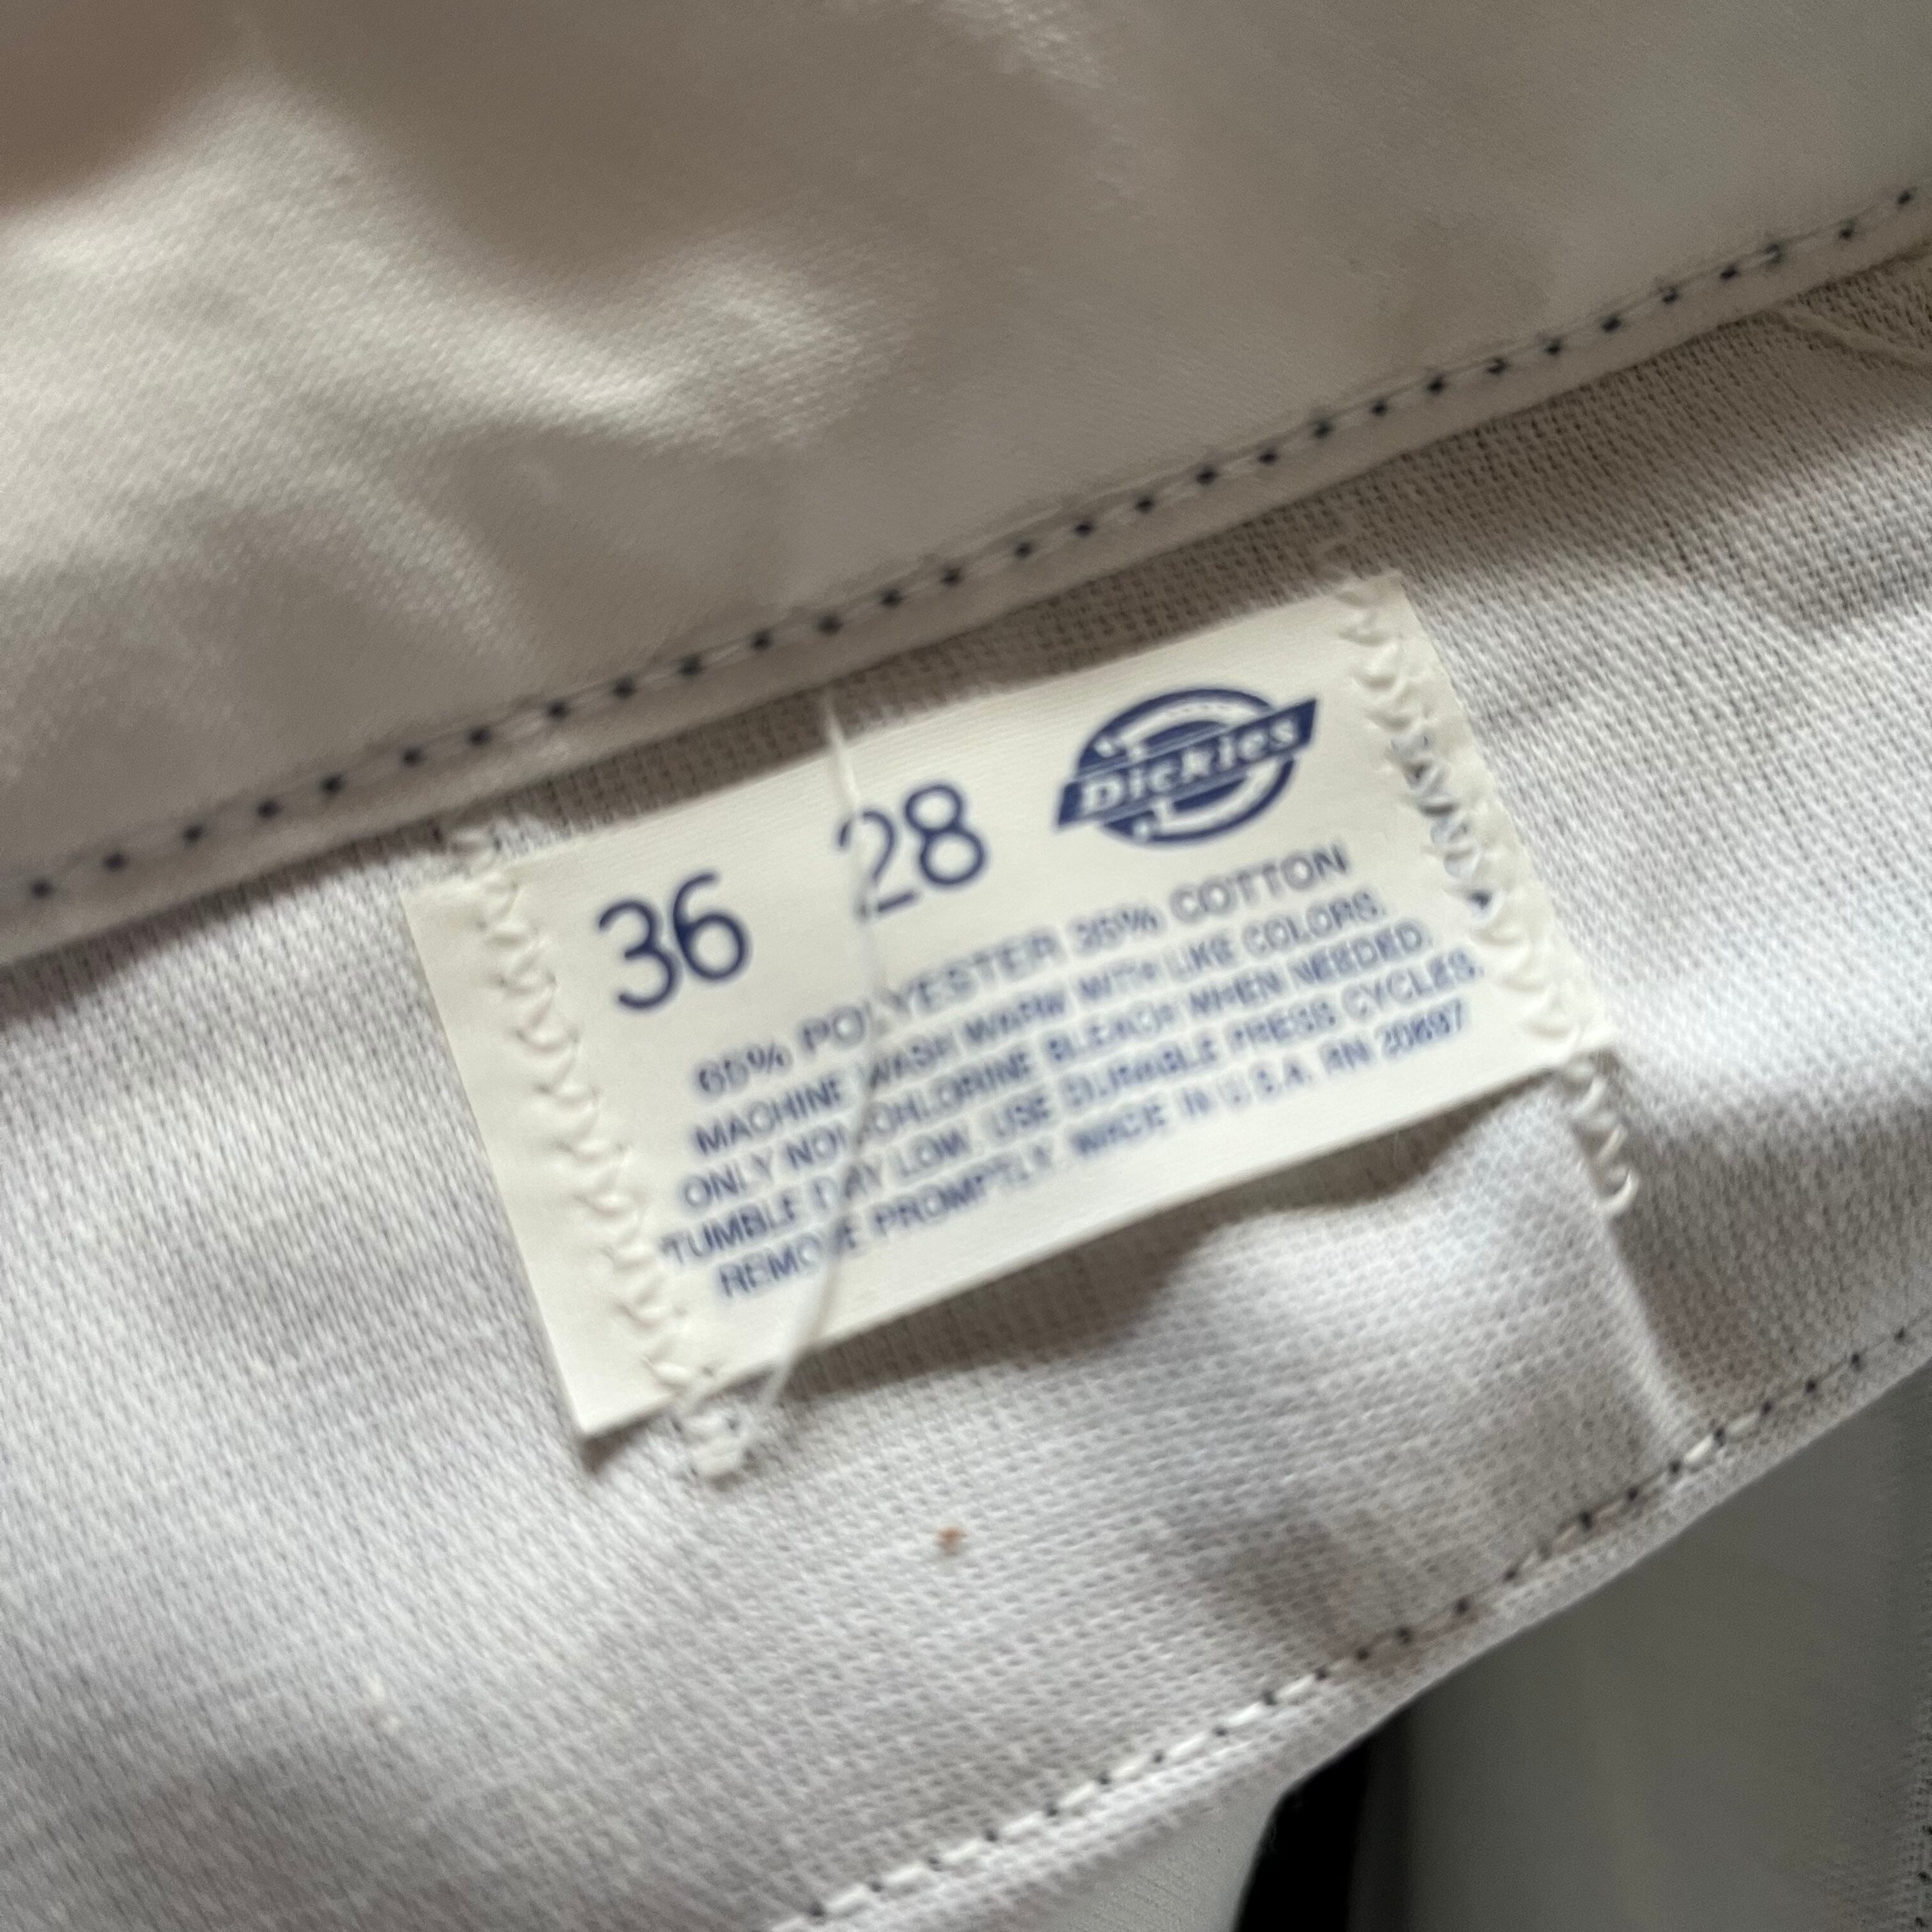 36 28 Dickies
65% POLYESTER 35% COTTON
MACHINE WASH WARM WITH LIKE COLORS.
ONLY NON-CHLORINE BLEACH WHEN NEEDED.
TUMBLE DRY LOW. USE DURABLE PRESS CYCLES.
REMOVE PROMPTLY. MADE IN U.S.A. RN 20697